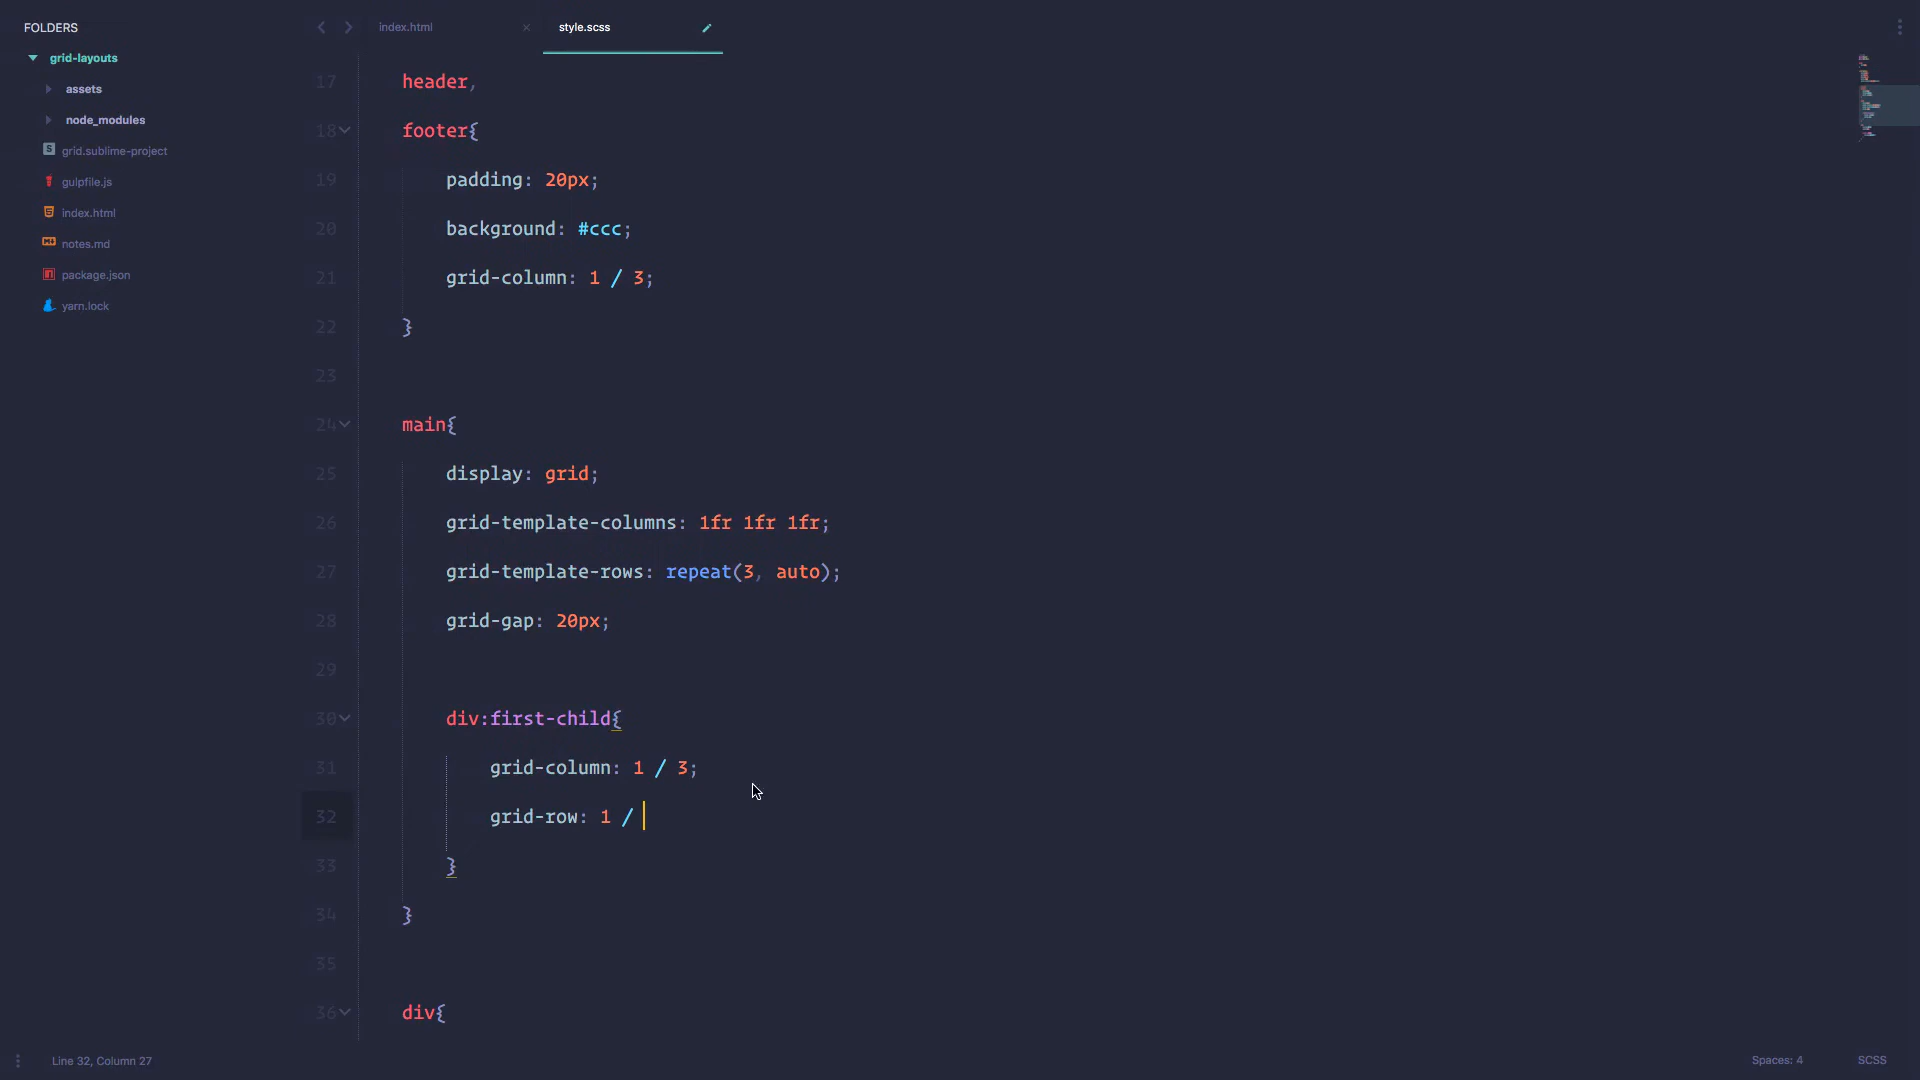 FOLDERS
grid-layouts
assets
node_modules
grid.sublime-project
gulpfile.js
index.html
notes.md
package.json
yarn.lock
index.html
style.scss
17 header,
18 footer{
19 padding: 20px;
20 background: #ccc;
21 grid-column: 1 / 3;
22 }
23
24 main{
25 display: grid;
26 grid-template-columns: 1fr 1fr 1fr;
27 grid-template-rows: repeat(3, auto);
28 grid-gap: 20px;
29
30 div:first-child{
31 grid-column: 1 / 3;
32 grid-row: 1 /
33 }
34 }
35
36 div{
Line 32, Column 27
Spaces: 4
SCSS